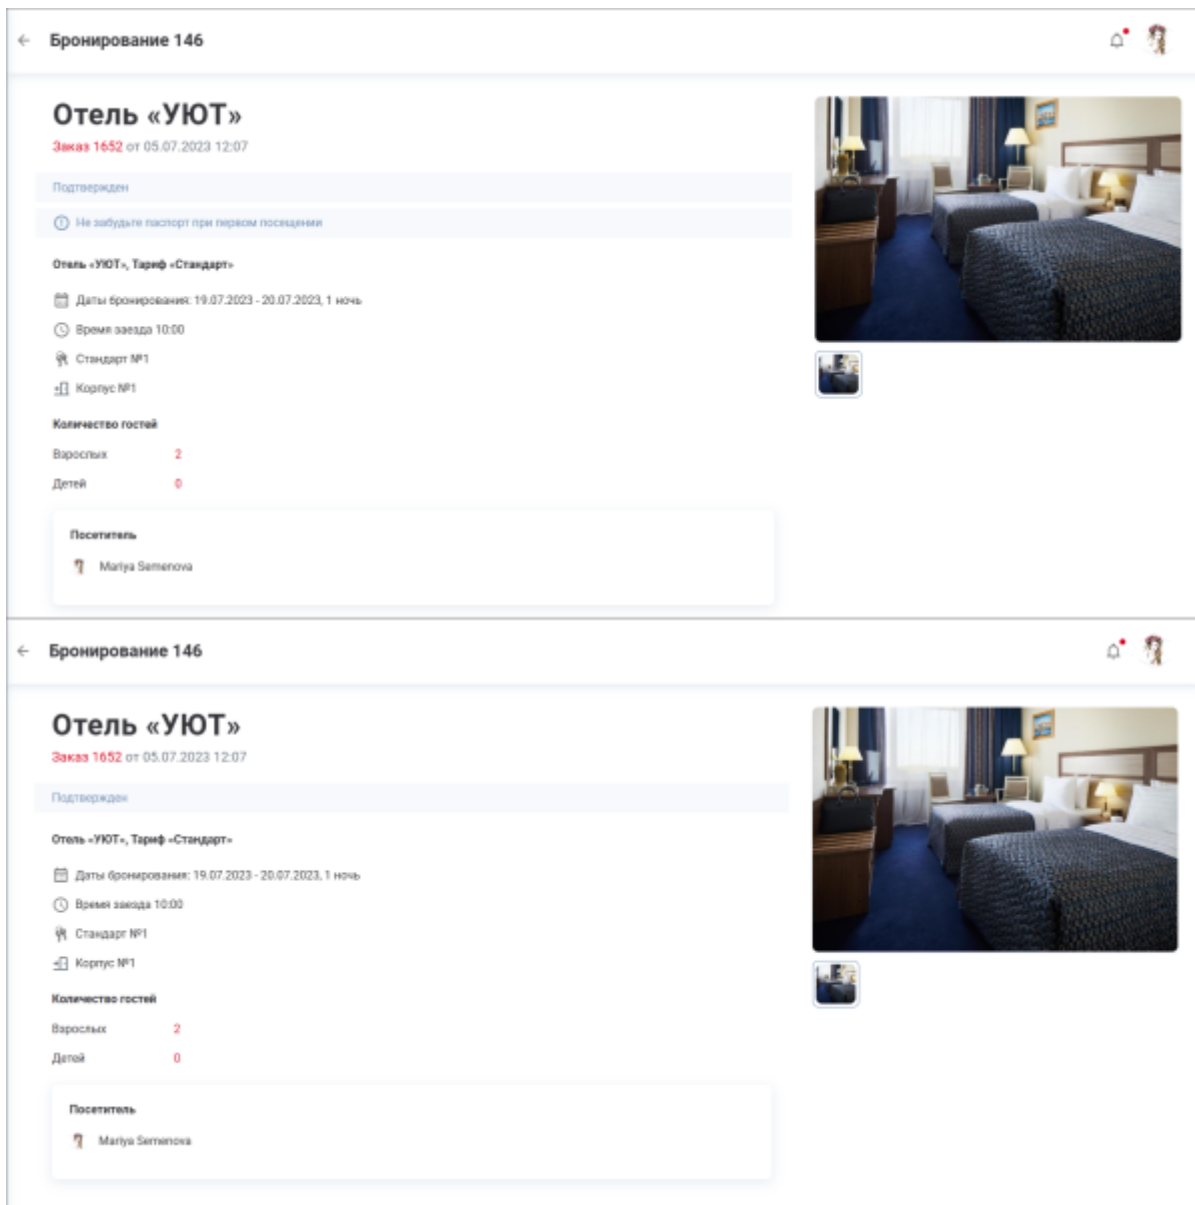 Бронирование 146
Отель «УЮТ»
Заказ 1652 от 05.07.2023 12:07
Подтвержден
Не забудьте паспорт при первом посещении
Отель «УЮТ», Тариф «Стандарт»
Даты бронирования: 19.07.2023 - 20.07.2023, 1 ночь
Время заезда 10:00
Стандарт №1
Корпус №1
Количество гостей
Взрослых 2
Детей 0
Посетитель
Mariya Semenova
Бронирование 146
Отель «УЮТ»
Заказ 1652 от 05.07.2023 12:07
Подтвержден
Отель «УЮТ», Тариф «Стандарт»
Даты бронирования: 19.07.2023 - 20.07.2023, 1 ночь
Время заезда 10:00
Стандарт №1
Корпус №1
Количество гостей
Взрослых 2
Детей 0
Посетитель
Mariya Semenova